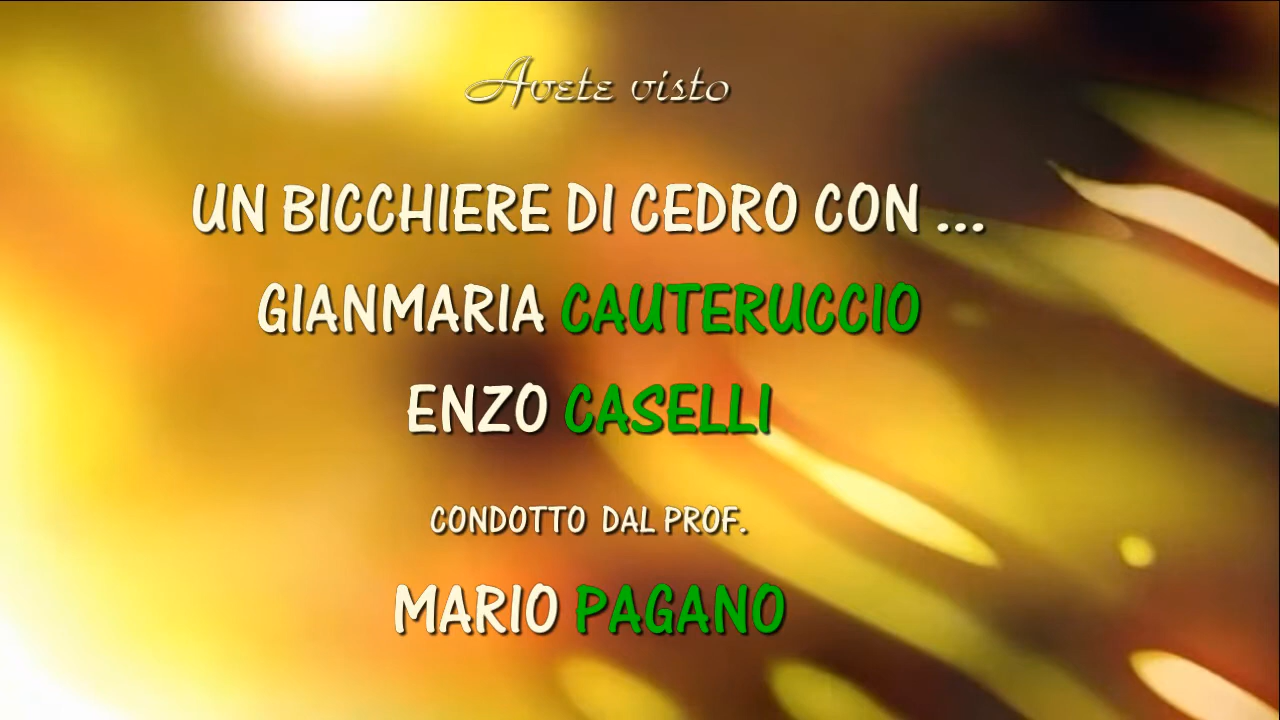 Avete visto
UN BICCHIERE DI CEDRO CON ...
GIANMARIA CAUTERUCCIO
ENZO CASELLI
CONDOTTO DAL PROF.
MARIO PAGANO